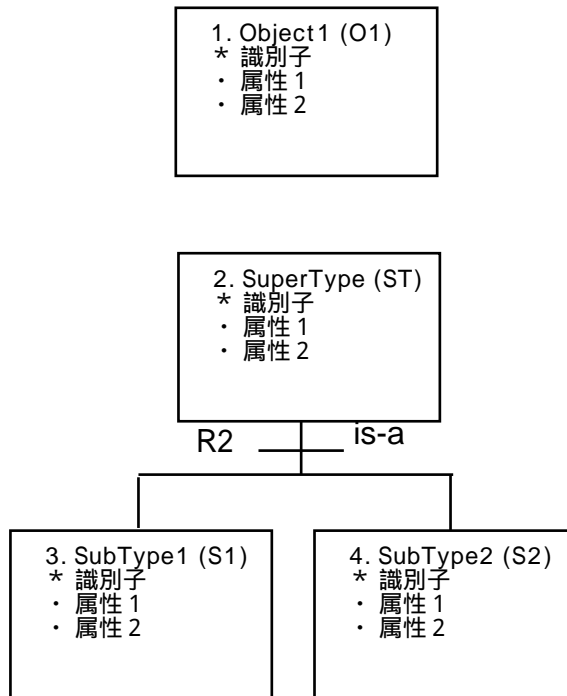 1. Object1 (O1)
* 識別子
・ 属性1
・ 属性2
2. SuperType (ST)
* 識別子
・ 属性1
・ 属性2
R2
is-a
3. SubType1 (S1)
* 識別子
・ 属性1
・ 属性2
4. SubType2 (S2)
* 識別子
・ 属性1
・ 属性2